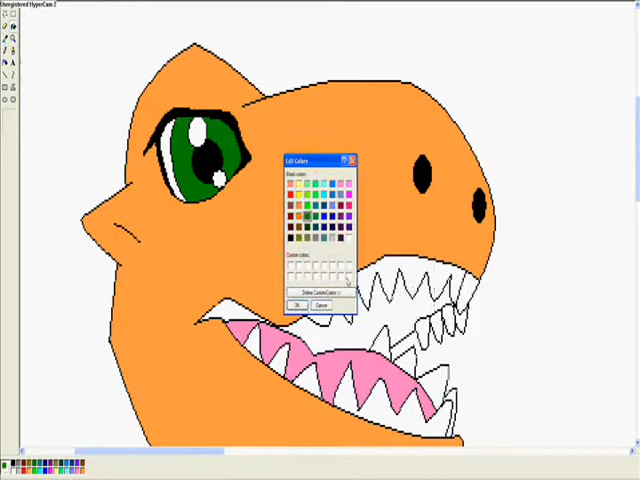 Unregistered HyperCam 2
Edit Colors
Basic colors:
Custom colors:
Define Custom Colors >>
OK
Cancel